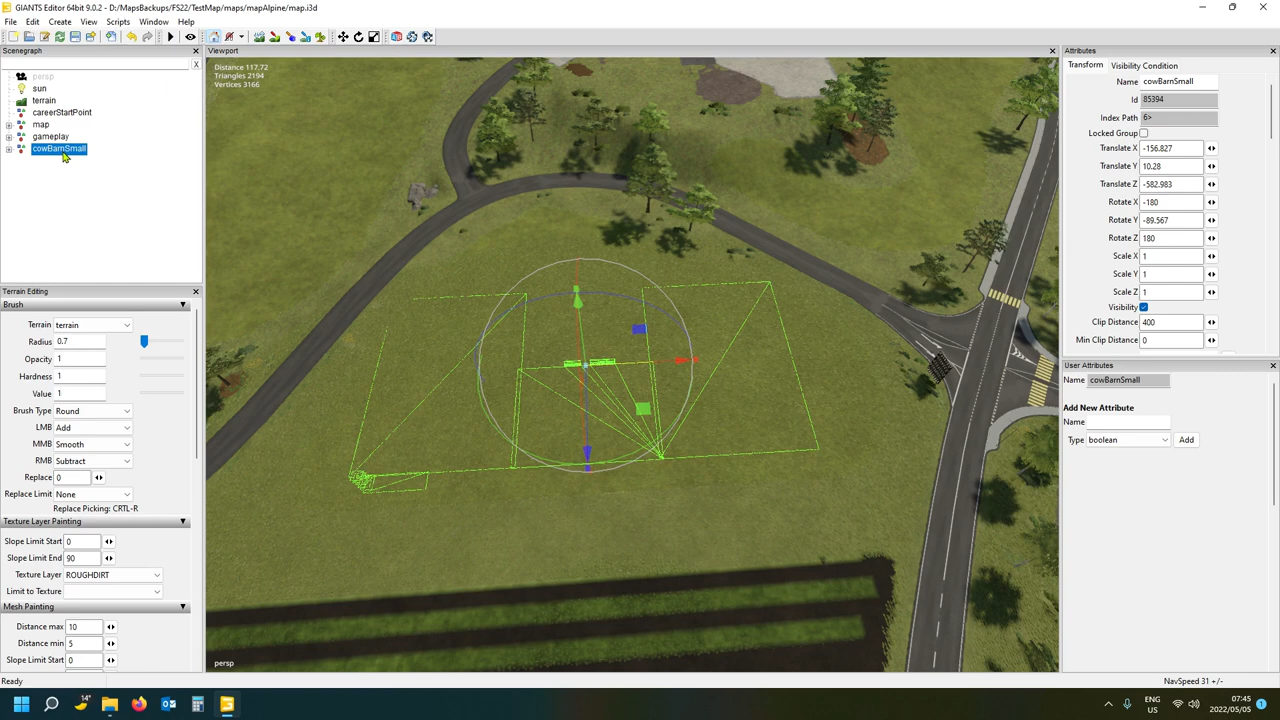 GIANTS Editor 64bit 9.0.2 - D:/MapsBackups/FS22/TestMap/maps/mapAlpine/map.i3d
File Edit Create View Scripts Window Help
Scenegraph
X
persp
sun
terrain
careerStartPoint
map
gameplay
cowBarnSmall
Terrain Editing
Brush
Terrain terrain
Radius 0.7
Opacity 1
Hardness 1
Value 1
Brush Type Round
LMB Add
MMB Smooth
RMB Subtract
Replace 0
Replace Limit None
Replace Picking: CRTL-R
Texture Layer Painting
Slope Limit Start 0
Slope Limit End 90
Texture Layer ROUGHDIRT
Limit to Texture
Mesh Painting
Distance max 10
Distance min 5
Slope Limit Start 0
Viewport
Distance 117.72
Triangles 2194
Vertices 3166
persp
Attributes
Transform Visibility Condition
Name cowBarnSmall
Id 85394
Index Path 6>
Locked Group
Translate X -156.827
Translate Y 10.28
Translate Z -582.983
Rotate X -180
Rotate Y -89.567
Rotate Z 180
Scale X 1
Scale Y 1
Scale Z 1
Visibility
Clip Distance 400
Min Clip Distance 0
User Attributes
Name cowBarnSmall
Add New Attribute
Name
Type boolean Add
Ready
NavSpeed 31 +/-
14°
ENG
US
07:45
2022/05/05
1